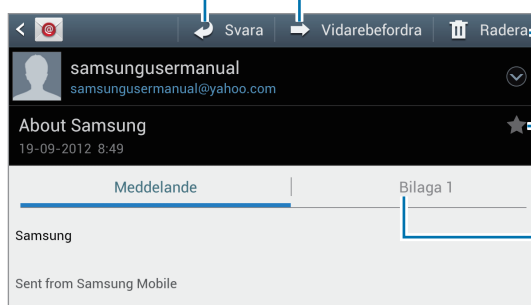 Svara Vidarebefordra Radera
samsungusermanual
samsungusermanual@yahoo.com
About Samsung
19-09-2012 8:49
Meddelande Bilaga 1
Samsung
Sent from Samsung Mobile